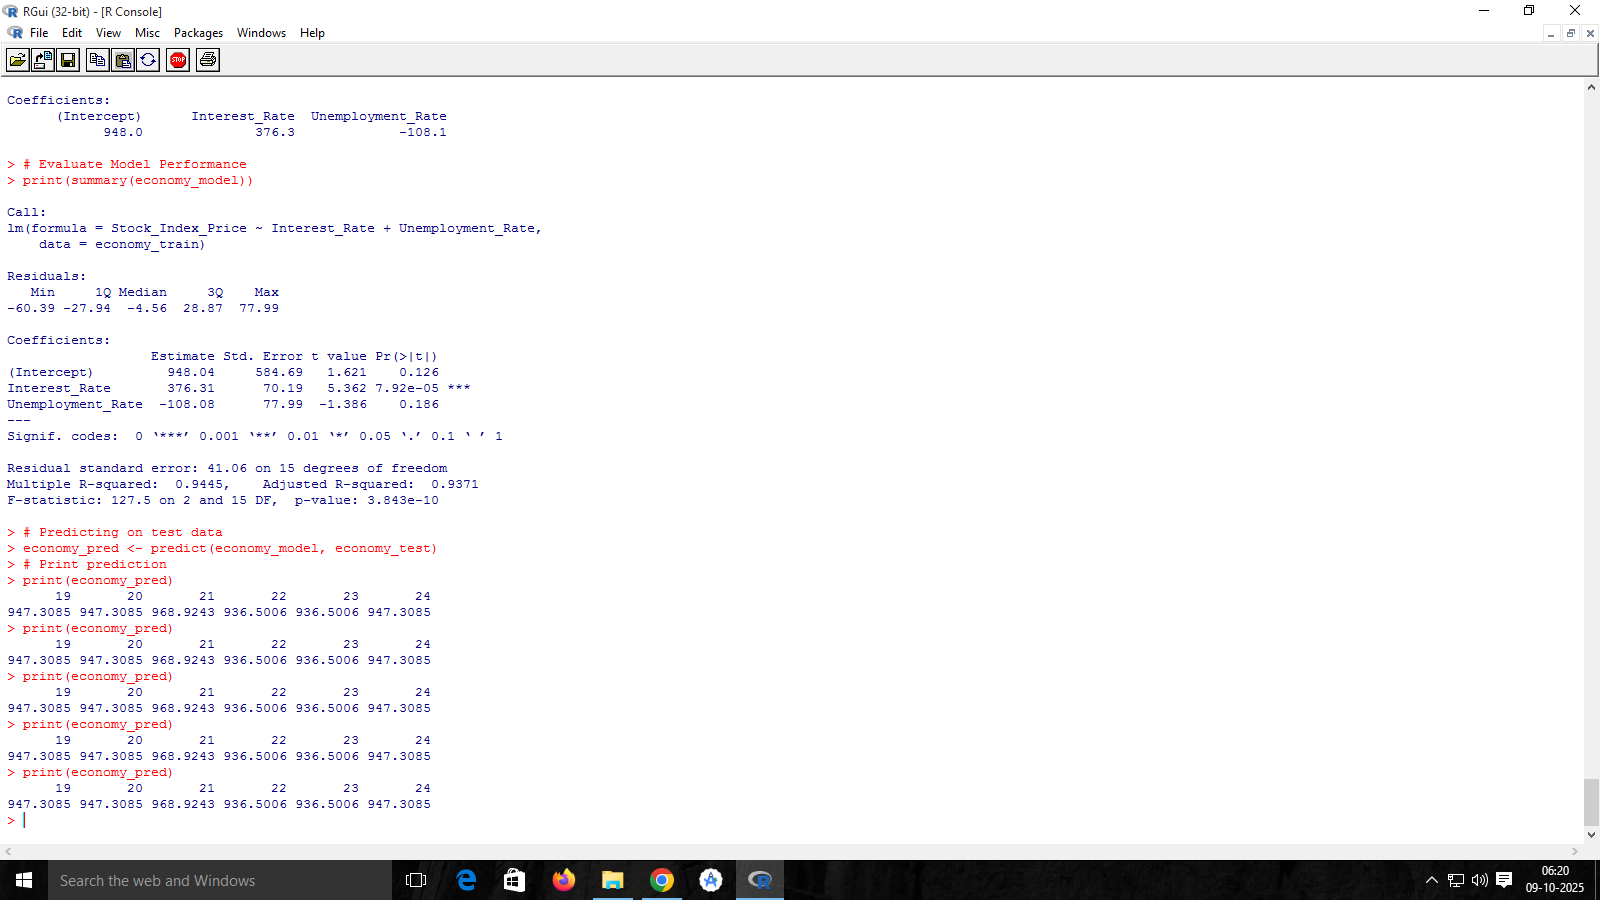 RGui (32-bit) - [R Console]
File Edit View Misc Packages Windows Help
STOP
Coefficients:
      (Intercept)      Interest_Rate  Unemployment_Rate
            948.0              376.3             -108.1
> # Evaluate Model Performance
> print(summary(economy_model))
Call:
lm(formula = Stock_Index_Price ~ Interest_Rate + Unemployment_Rate,
    data = economy_train)
Residuals:
   Min     1Q Median     3Q    Max
-60.39 -27.94  -4.56  28.87  77.99
Coefficients:
                  Estimate Std. Error t value Pr(>|t|)
(Intercept)         948.04     584.69   1.621    0.126
Interest_Rate       376.31      70.19   5.362 7.92e-05 ***
Unemployment_Rate  -108.08      77.99  -1.386    0.186
---
Signif. codes:  0 ‘***’ 0.001 ‘**’ 0.01 ‘*’ 0.05 ‘.’ 0.1 ‘ ’ 1
Residual standard error: 41.06 on 15 degrees of freedom
Multiple R-squared:  0.9445,    Adjusted R-squared:  0.9371
F-statistic: 127.5 on 2 and 15 DF,  p-value: 3.843e-10
> # Predicting on test data
> economy_pred <- predict(economy_model, economy_test)
> # Print prediction
> print(economy_pred)
      19       20       21       22       23       24
947.3085 947.3085 968.9243 936.5006 936.5006 947.3085
> print(economy_pred)
      19       20       21       22       23       24
947.3085 947.3085 968.9243 936.5006 936.5006 947.3085
> print(economy_pred)
      19       20       21       22       23       24
947.3085 947.3085 968.9243 936.5006 936.5006 947.3085
> print(economy_pred)
      19       20       21       22       23       24
947.3085 947.3085 968.9243 936.5006 936.5006 947.3085
> print(economy_pred)
      19       20       21       22       23       24
947.3085 947.3085 968.9243 936.5006 936.5006 947.3085
>
Search the web and Windows
06:20
09-10-2025